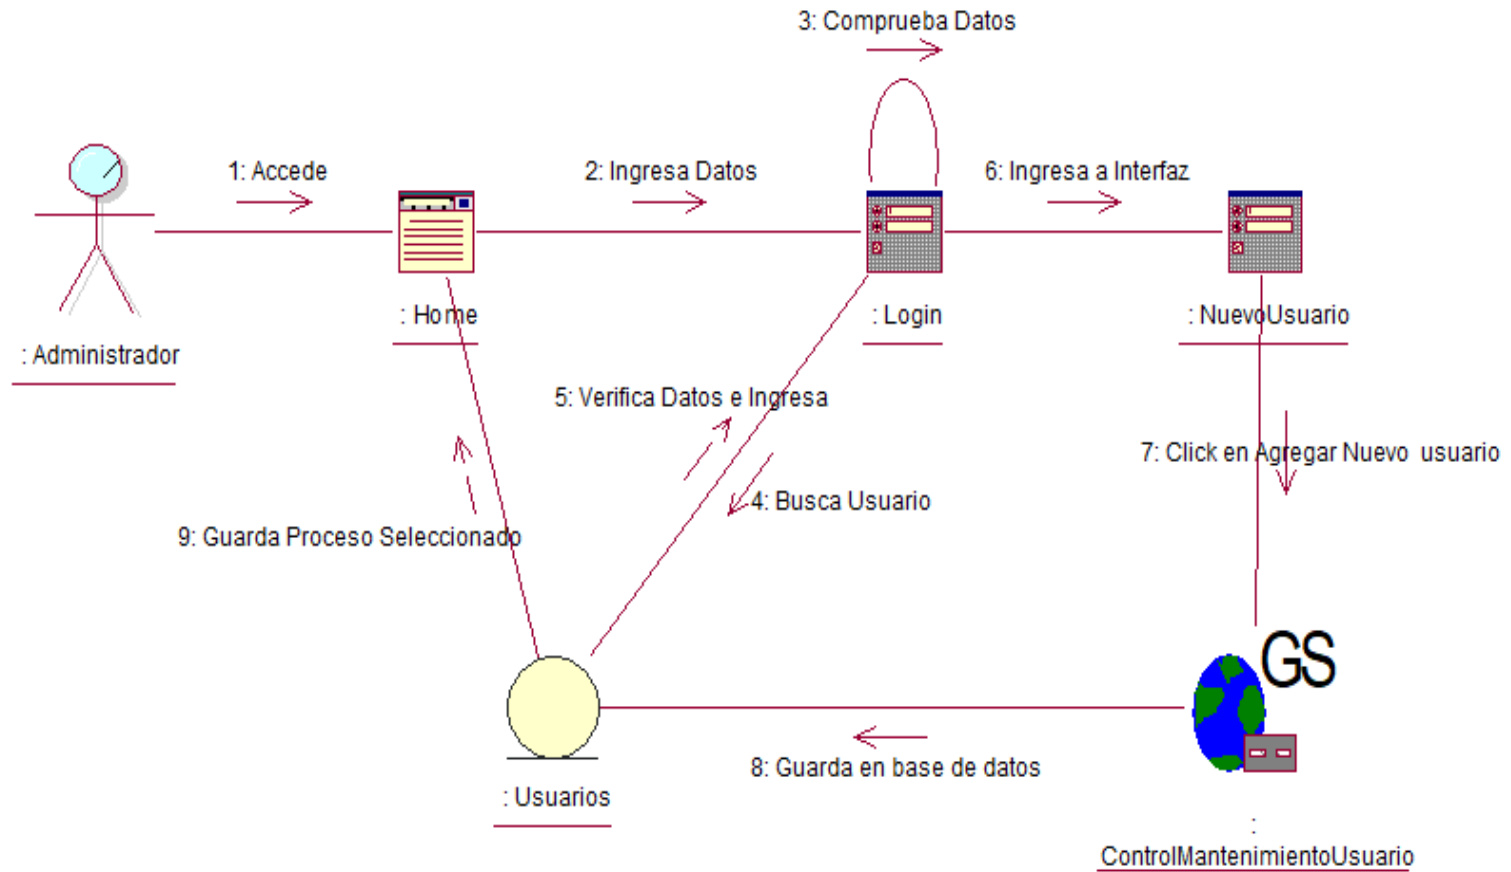 3: Comprueba Datos
1: Accede
2: Ingresa Datos
6: Ingresa a Interfaz
: Home
: Login
: NuevoUsuario
: Administrador
5: Verifica Datos e Ingresa
7: Click en Agregar Nuevo usuario
4: Busca Usuario
9: Guarda Proceso Seleccionado
GS
8: Guarda en base de datos
: Usuarios
:
ControlMantenimientoUsuario